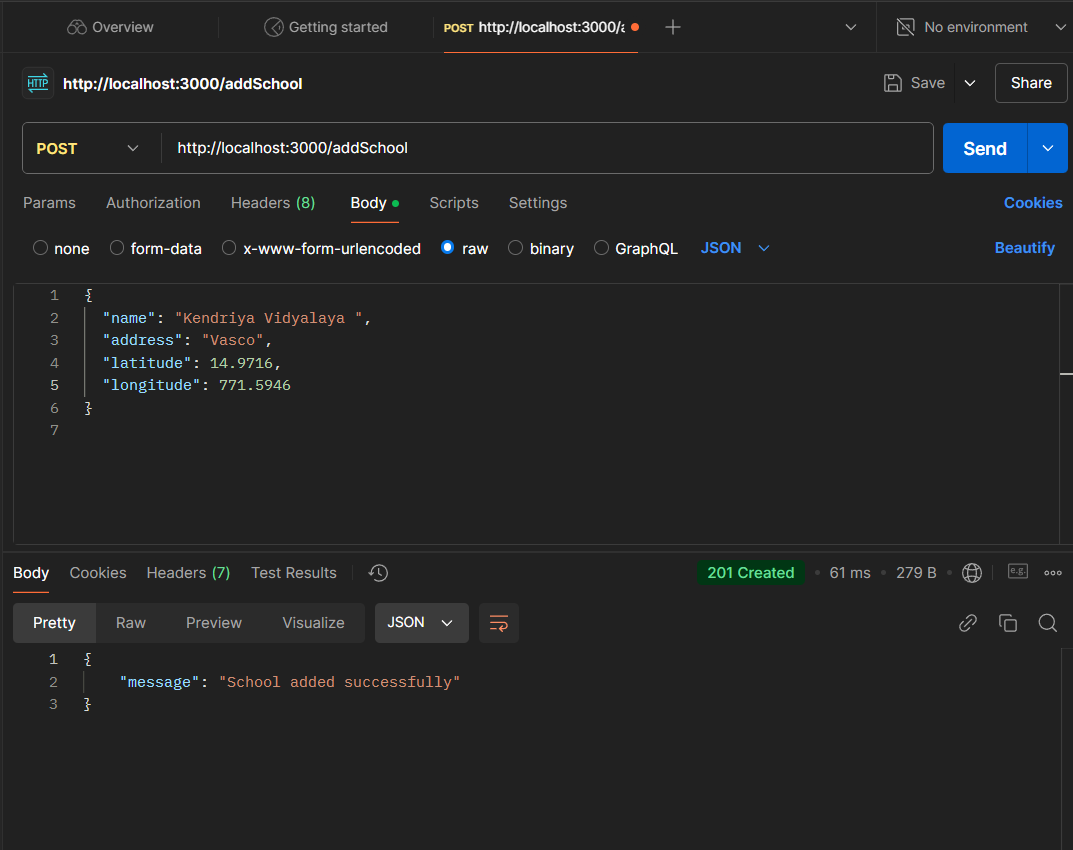 Overview Getting started POST http://localhost:3000/a No environment
HTTP http://localhost:3000/addSchool Save Share
POST http://localhost:3000/addSchool Send
Params Authorization Headers (8) Body Scripts Settings Cookies
none form-data x-www-form-urlencoded raw binary GraphQL JSON Beautify
1 {
2 "name": "Kendriya Vidyalaya ",
3 "address": "Vasco",
4 "latitude": 14.9716,
5 "longitude": 771.5946
6 }
7
Body Cookies Headers (7) Test Results 201 Created • 61 ms • 279 B • e.g.
Pretty Raw Preview Visualize JSON
1 {
2 "message": "School added successfully"
3 }